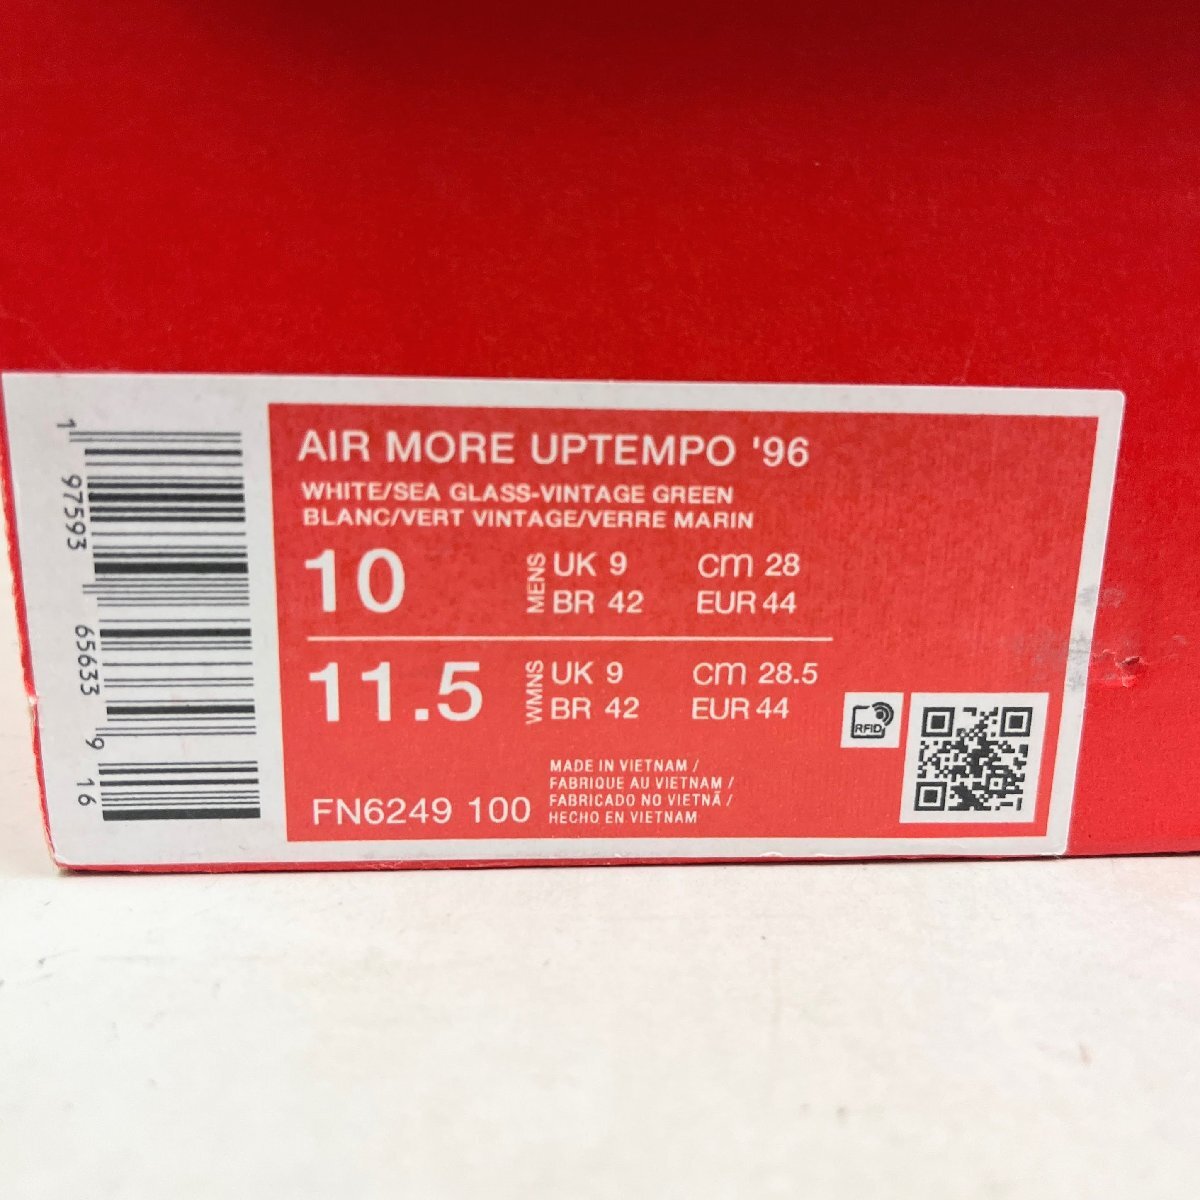 AIR MORE UPTEMPO '96
WHITE/SEA GLASS-VINTAGE GREEN
BLANC/VERT VINTAGE/VERRE MARIN
10 MENS UK 9 cm 28
BR 42 EUR 44
11.5 WMNS UK 9 cm 28.5
BR 42 EUR 44
MADE IN VIETNAM /
FABRIQUE AU VIETNAM /
FABRICADO NO VIETNÃ /
HECHO EN VIETNAM
FN6249 100
RFID
1 97593 65633 9 16